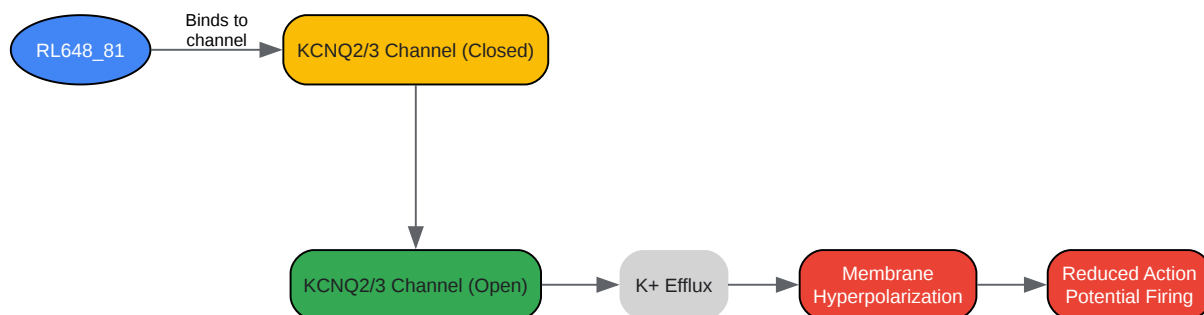 RL648_81
Binds to
channel
KCNQ2/3 Channel (Closed)
KCNQ2/3 Channel (Open)
K+ Efflux
Membrane
Hyperpolarization
Reduced Action
Potential Firing